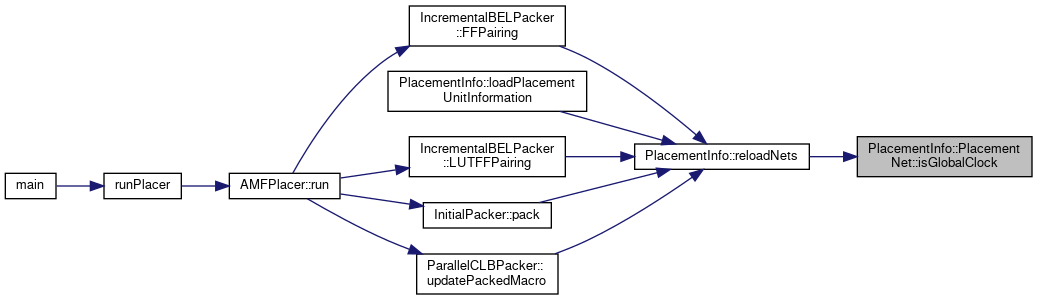 IncrementalBELPacker
::FFPairing
PlacementInfo::loadPlacement
UnitInformation
IncrementalBELPacker
::LUTFFPairing
PlacementInfo::reloadNets
PlacementInfo::Placement
Net::isGlobalClock
main
runPlacer
AMFPlacer::run
InitialPacker::pack
ParallelCLBPacker::
updatePackedMacro